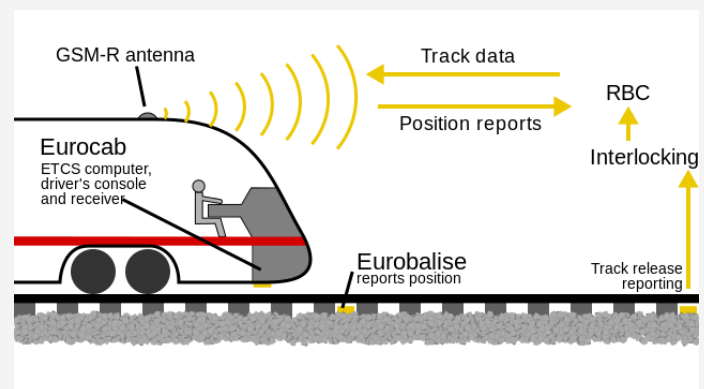 GSM-R antenna
Track data
RBC
Position reports
Eurocab
ETCS computer,
driver's console
and receiver
Interlocking
Eurobalise
reports position
Track release
reporting